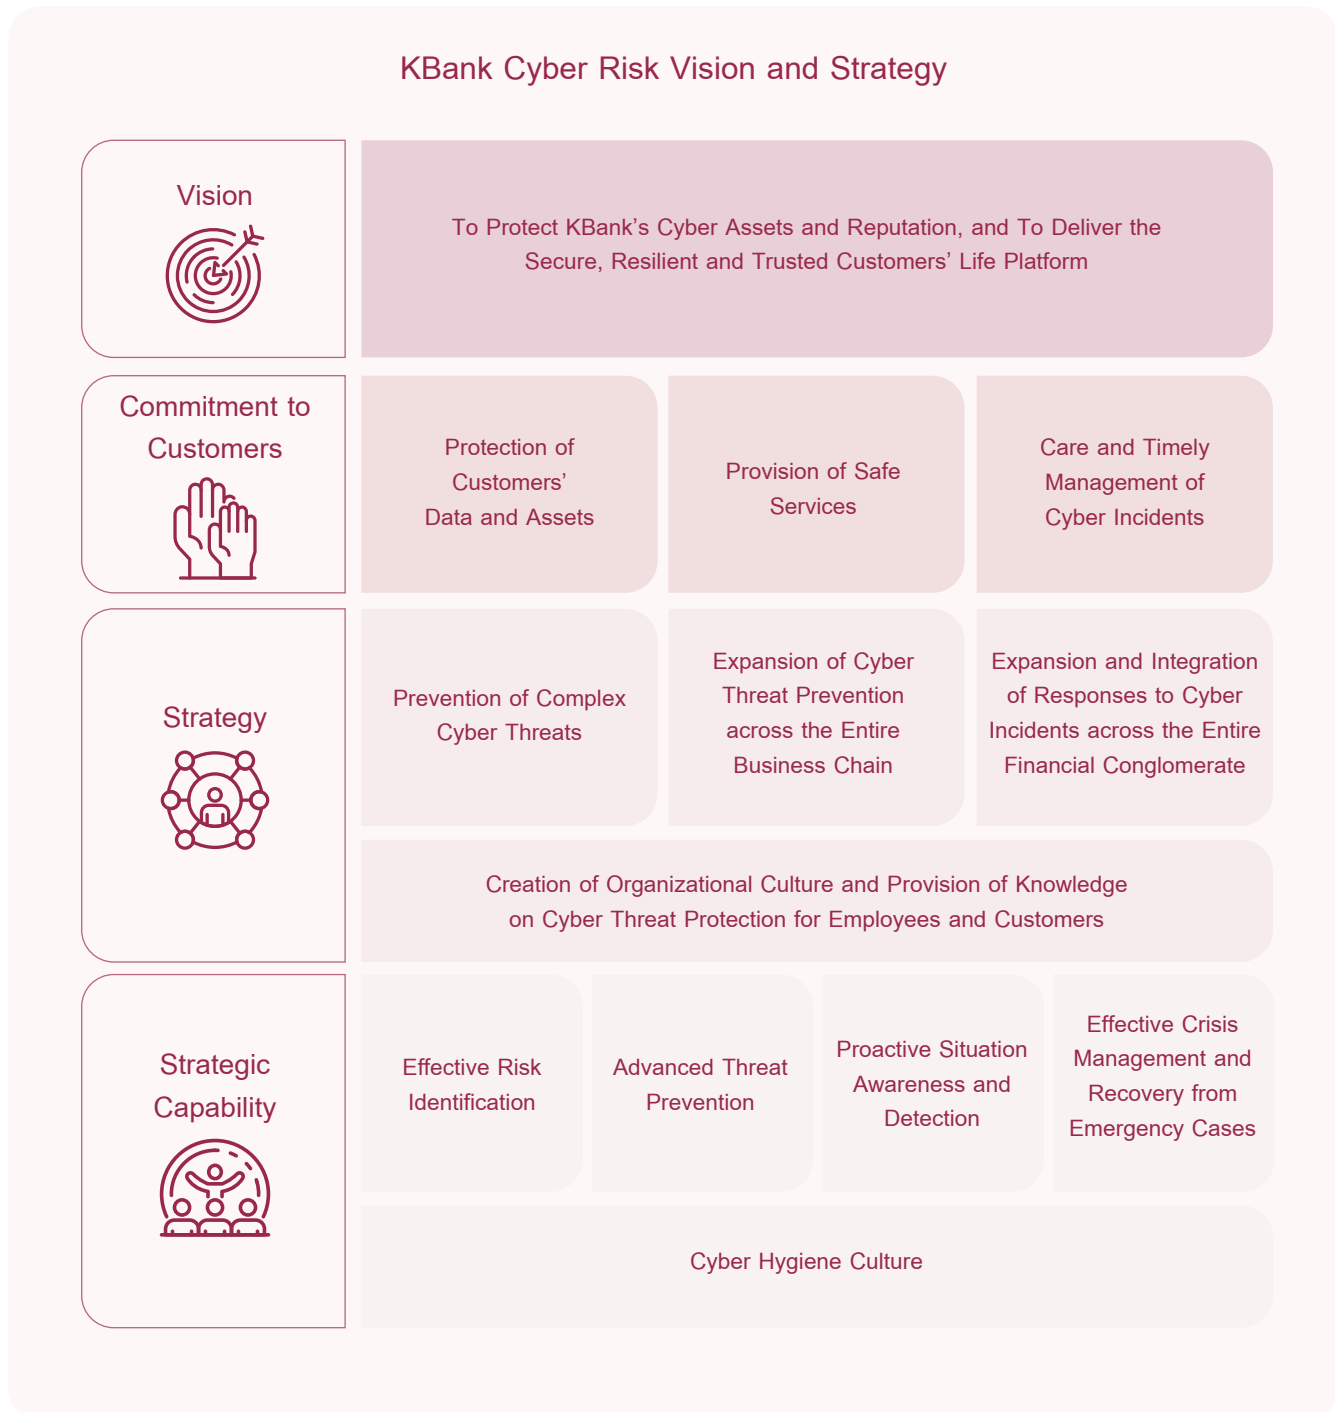 KBank Cyber Risk Vision and Strategy
Vision
To Protect KBank’s Cyber Assets and Reputation, and To Deliver the
Secure, Resilient and Trusted Customers’ Life Platform
Commitment to
Customers
Protection of
Customers’
Data and Assets
Provision of Safe
Services
Care and Timely
Management of
Cyber Incidents
Strategy
Prevention of Complex
Cyber Threats
Expansion of Cyber
Threat Prevention
across the Entire
Business Chain
Expansion and Integration
of Responses to Cyber
Incidents across the Entire
Financial Conglomerate
Creation of Organizational Culture and Provision of Knowledge
on Cyber Threat Protection for Employees and Customers
Strategic
Capability
Effective Risk
Identification
Advanced Threat
Prevention
Proactive Situation
Awareness and
Detection
Effective Crisis
Management and
Recovery from
Emergency Cases
Cyber Hygiene Culture